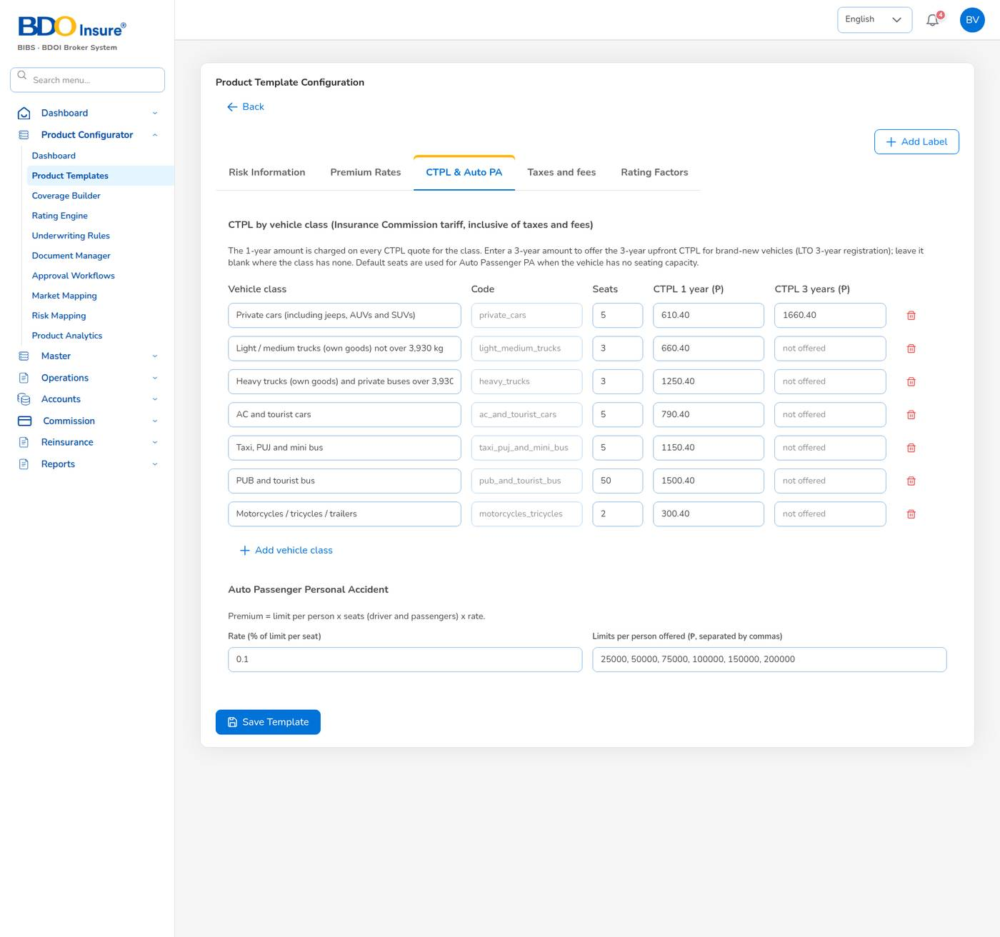 BDO Insure®
BIBS · BDOI Broker System
Search menu...
Dashboard
Product Configurator
Dashboard
Product Templates
Coverage Builder
Rating Engine
Underwriting Rules
Document Manager
Approval Workflows
Market Mapping
Risk Mapping
Product Analytics
Master
Operations
Accounts
Commission
Reinsurance
Reports
English
4
BV
Product Template Configuration
Back
Add Label
Risk Information Premium Rates CTPL & Auto PA Taxes and fees Rating Factors
CTPL by vehicle class (Insurance Commission tariff, inclusive of taxes and fees)
The 1-year amount is charged on every CTPL quote for the class. Enter a 3-year amount to offer the 3-year upfront CTPL for brand-new vehicles (LTO 3-year registration); leave it
blank where the class has none. Default seats are used for Auto Passenger PA when the vehicle has no seating capacity.
Vehicle class Code Seats CTPL 1 year (₱) CTPL 3 years (₱)
Private cars (including jeeps, AUVs and SUVs) private_cars 5 610.40 1660.40
Light / medium trucks (own goods) not over 3,930 kg light_medium_trucks 3 660.40 not offered
Heavy trucks (own goods) and private buses over 3,930 heavy_trucks 3 1250.40 not offered
AC and tourist cars ac_and_tourist_cars 5 790.40 not offered
Taxi, PUJ and mini bus taxi_puj_and_mini_bus 5 1150.40 not offered
PUB and tourist bus pub_and_tourist_bus 50 1500.40 not offered
Motorcycles / tricycles / trailers motorcycles_tricycles 2 300.40 not offered
Add vehicle class
Auto Passenger Personal Accident
Premium = limit per person x seats (driver and passengers) x rate.
Rate (% of limit per seat) Limits per person offered (₱, separated by commas)
0.1 25000, 50000, 75000, 100000, 150000, 200000
Save Template